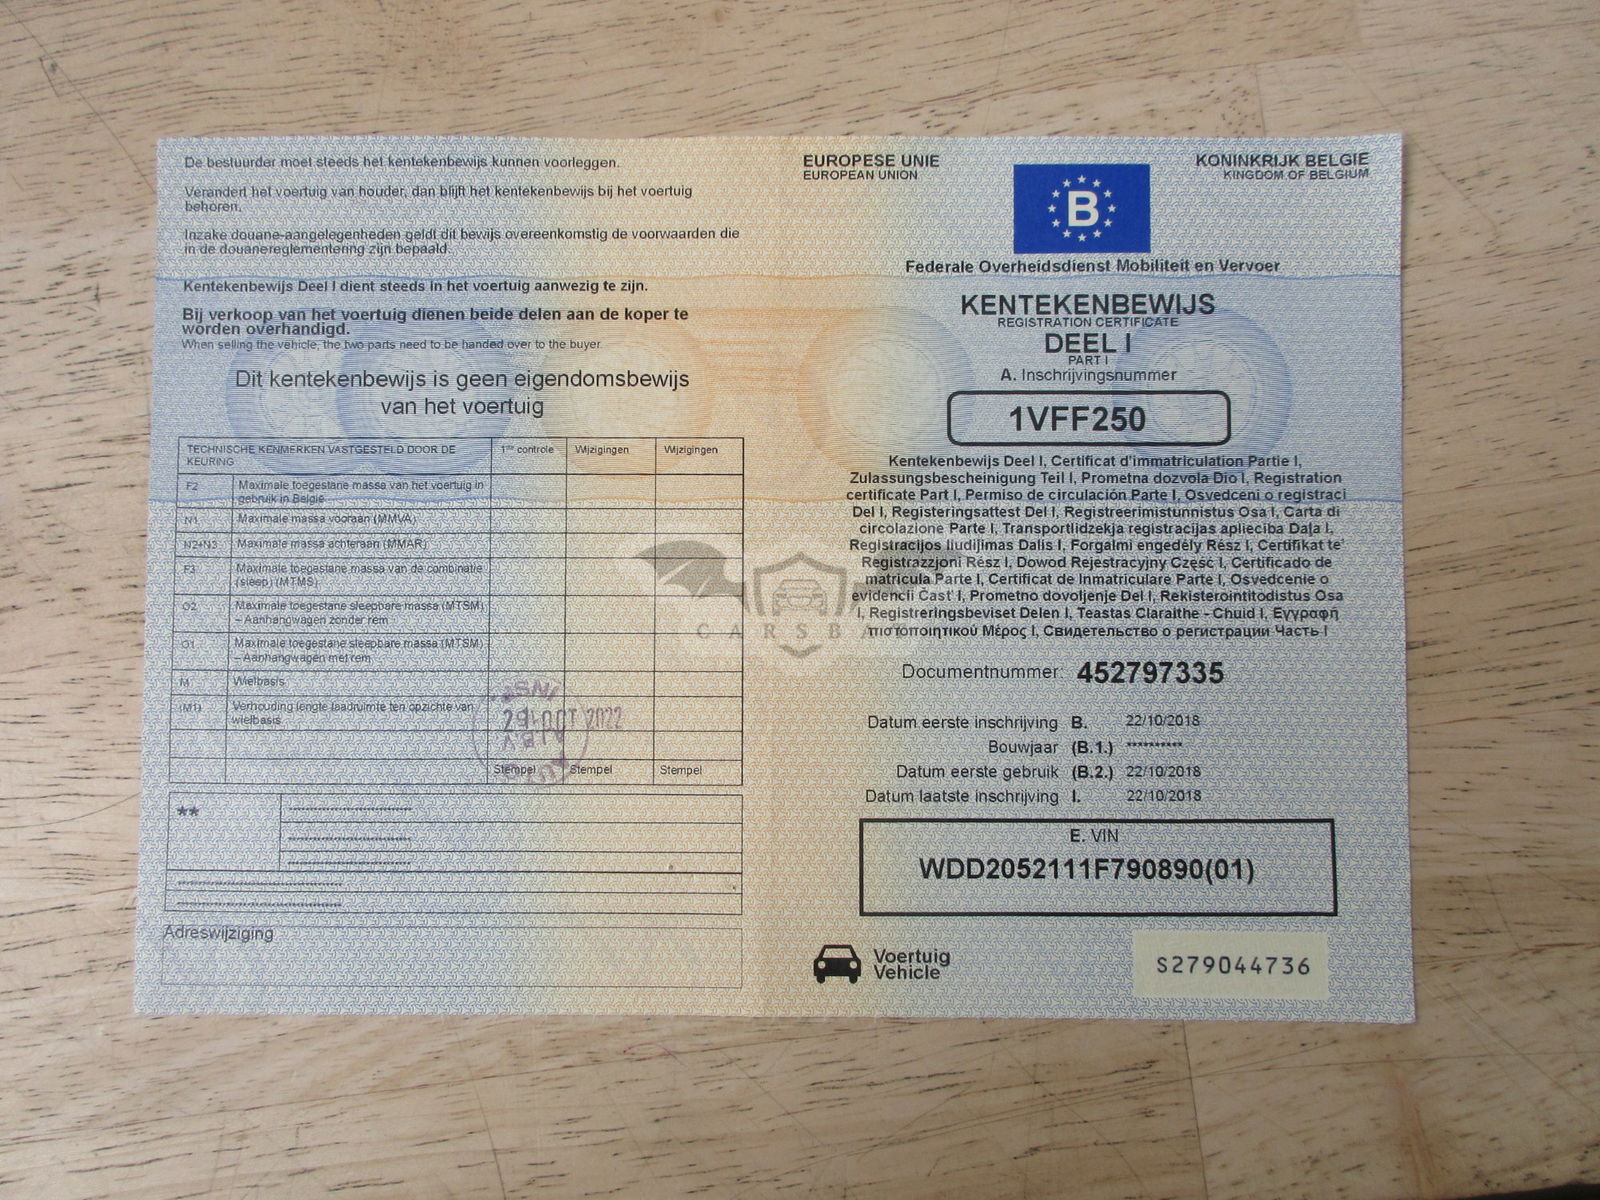 De bestuurder moet steeds het kentekenbewijs kunnen voorleggen.
Verandert het voertuig van houder, dan blijft het kentekenbewijs bij het voertuig
behoren.
Inzake douane-aangelegenheden geldt dit bewijs overeenkomstig de voorwaarden die
in de douanereglementering zijn bepaald.
Kentekenbewijs Deel I dient steeds in het voertuig aanwezig te zijn.
Bij verkoop van het voertuig dienen beide delen aan de koper te
worden overhandigd.
When selling the vehicle, the two parts need to be handed over to the buyer.
Dit kentekenbewijs is geen eigendomsbewijs
van het voertuig
TECHNISCHE KENMERKEN VASTGESTELD DOOR DE
KEURING
1ste controle Wijzigingen Wijzigingen
F2 Maximale toegestane massa van het voertuig in
gebruik in België
N1 Maximale massa vooraan (MMVA)
N2+N3 Maximale massa achteraan (MMAR)
F3 Maximale toegestane massa van de combinatie
(sleep) (MTMS)
O2 Maximale toegestane sleepbare massa (MTSM)
– Aanhangwagen zonder rem
O1 Maximale toegestane sleepbare massa (MTSM)
– Aanhangwagen met rem
M Wielbasis
(M1) Verhouding lengte laadruimte ten opzichte van
wielbasis
OCT 2022
Stempel Stempel Stempel
**
Adreswijziging
EUROPESE UNIE
EUROPEAN UNION
B
KONINKRIJK BELGIE
KINGDOM OF BELGIUM
Federale Overheidsdienst Mobiliteit en Vervoer
KENTEKENBEWIJS
REGISTRATION CERTIFICATE
DEEL I
PART I
A. Inschrijvingsnummer
1VFF250
Kentekenbewijs Deel I, Certificat d'immatriculation Partie I,
Zulassungsbescheinigung Teil I, Prometna dozvola Dio I, Registration
certificate Part I, Permiso de circulación Parte I, Osvedceni o registraci
Del I, Registeringsattest Del I, Registreerimistunnistus Osa I, Carta di
circolazione Parte I, Transportlidzekja registracijas aplieciba Daļa I,
Registracijos liudijimas Dalis I, Forgalmi engedély Rész I, Certifikat te'
Registrazzjoni Rész I, Dowod Rejestracyjny Część I, Certificado de
matricula Parte I, Certificat de Inmatriculare Parte I, Osvedcenie o
evidencii Časť I, Prometno dovoljenje Del I, Rekisterointitodistus Osa
I, Registreringsbeviset Delen I, Teastas Claraithe - Chuid I, Εγγραφή
πιστοποιητικού Μέρος I, Свидетельство о регистрации Часть I
CARSBA
Documentnummer: 452797335
Datum eerste inschrijving B. 22/10/2018
Bouwjaar (B.1.) **********
Datum eerste gebruik (B.2.) 22/10/2018
Datum laatste inschrijving I. 22/10/2018
E. VIN
WDD2052111F790890(01)
Voertuig
Vehicle
S279044736